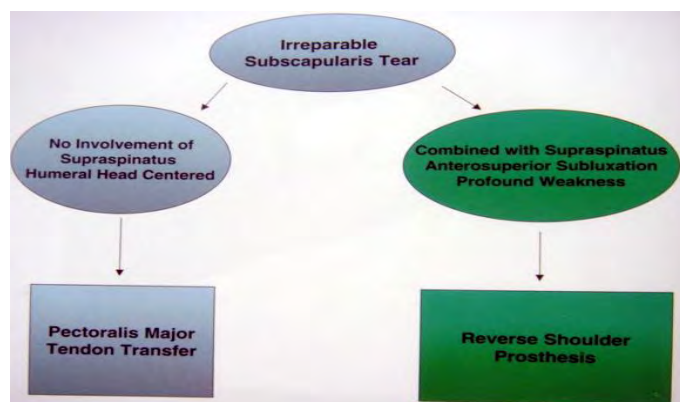 Irreparable
Subscapularis Tear
No Involvement of
Supraspinatus
Humeral Head Centered
Combined with Supraspinatus
Anterosuperior Subluxation
Profound Weakness
Pectoralis Major
Tendon Transfer
Reverse Shoulder
Prosthesis